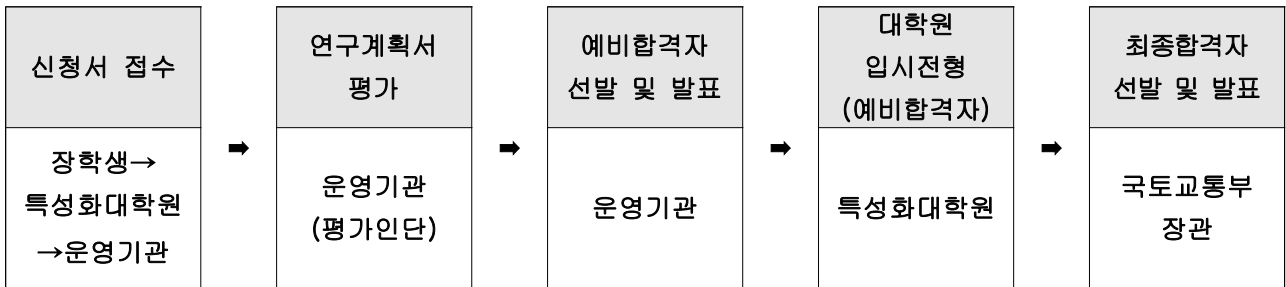 신청서 접수
장학생→
특성화대학원
→운영기관
➡
연구계획서
평가
운영기관
(평가인단)
➡
예비합격자
선발 및 발표
운영기관
➡
대학원
입시전형
(예비합격자)
특성화대학원
➡
최종합격자
선발 및 발표
국토교통부
장관